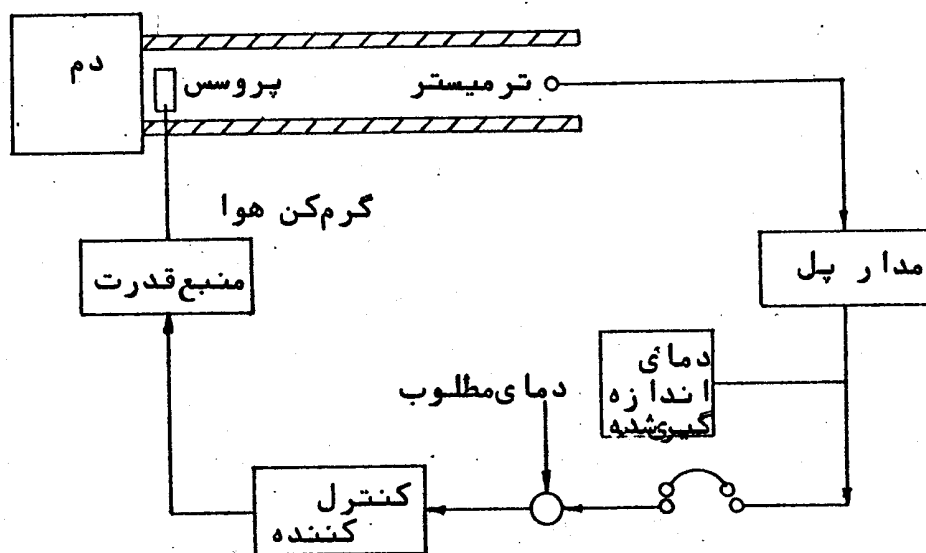 دم
پروسس
ترمیستر
گرم‌کن هوا
منبع قدرت
مدار پل
دمای
اندازه
گیری‌شده
دمای مطلوب
کنترل
کننده